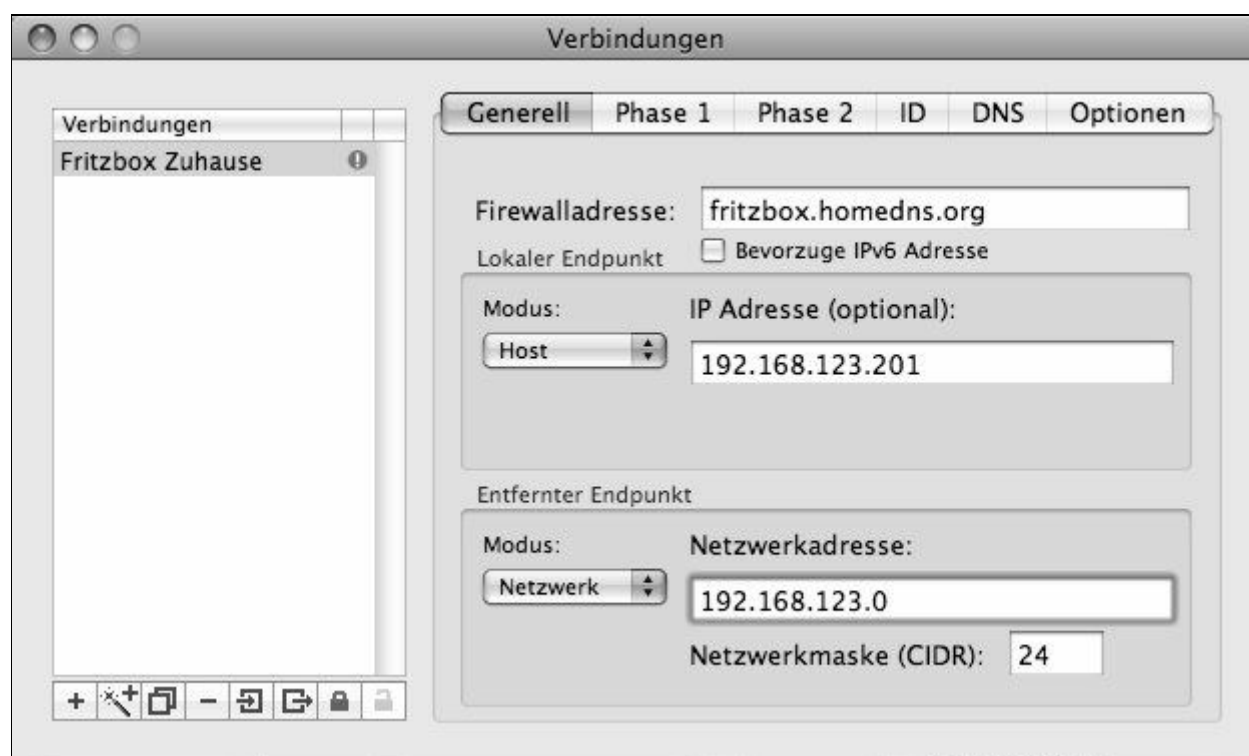 Verbindungen
Verbindungen
Fritzbox Zuhause
Generell Phase 1 Phase 2 ID DNS Optionen
Firewalladresse: fritzbox.homedns.org
Bevorzuge IPv6 Adresse
Lokaler Endpunkt
Modus: IP Adresse (optional):
Host 192.168.123.201
Entfernter Endpunkt
Modus: Netzwerkadresse:
Netzwerk 192.168.123.0
Netzwerkmaske (CIDR): 24